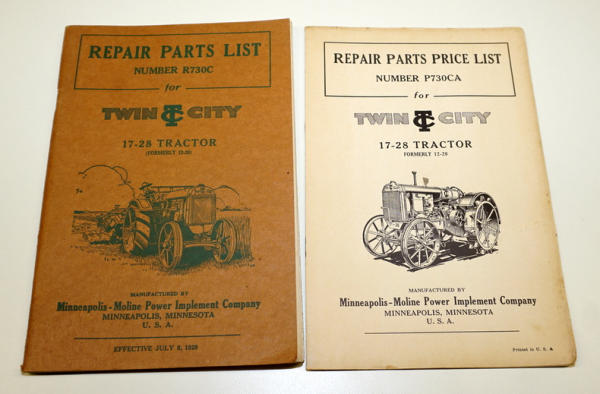 REPAIR PARTS LIST
NUMBER R730C
for
TWIN TC CITY
17-28 TRACTOR
(FORMERLY 12-20)
MANUFACTURED BY
Minneapolis-Moline Power Implement Company
MINNEAPOLIS, MINNESOTA
U. S. A.
EFFECTIVE JULY 8, 1929
REPAIR PARTS PRICE LIST
NUMBER P730CA
for
TWIN TC CITY
17-28 TRACTOR
FORMERLY 12-20
MANUFACTURED BY
Minneapolis-Moline Power Implement Company
MINNEAPOLIS, MINNESOTA
U. S. A.
Printed in U. S. A